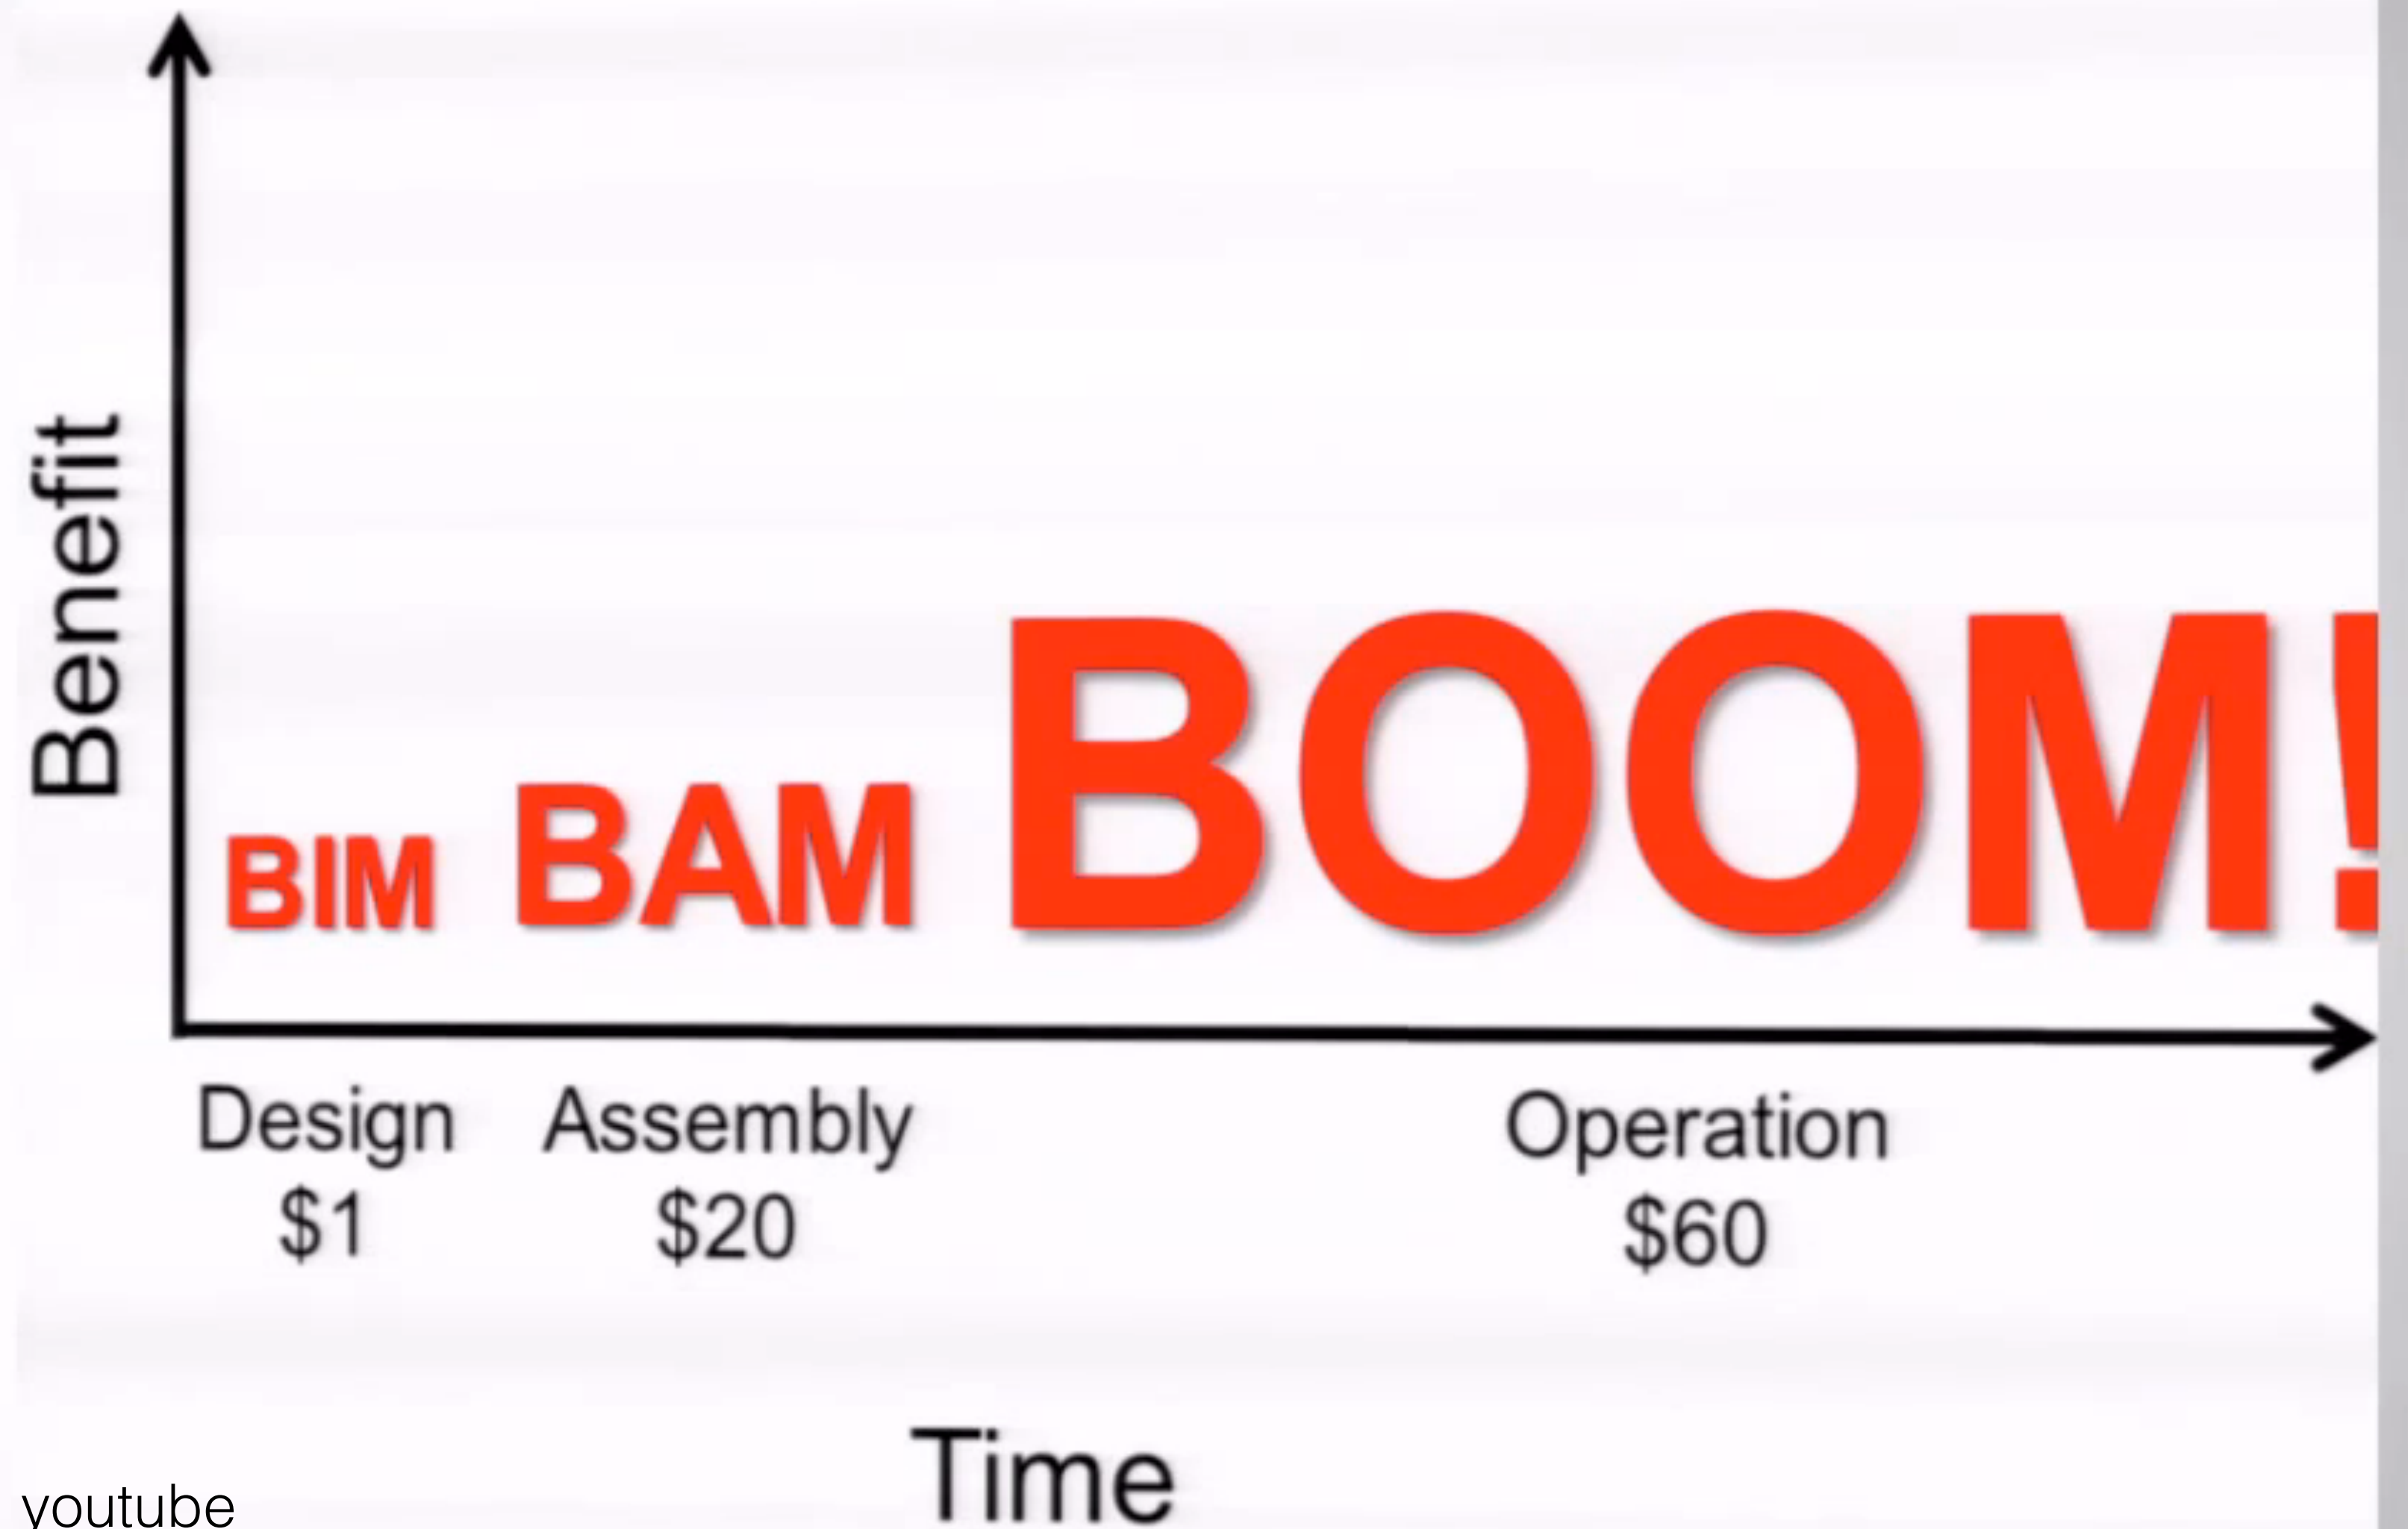 Benefit
BIM BAM BOOM!
Design Assembly Operation
$1 $20 $60
Time
youtube